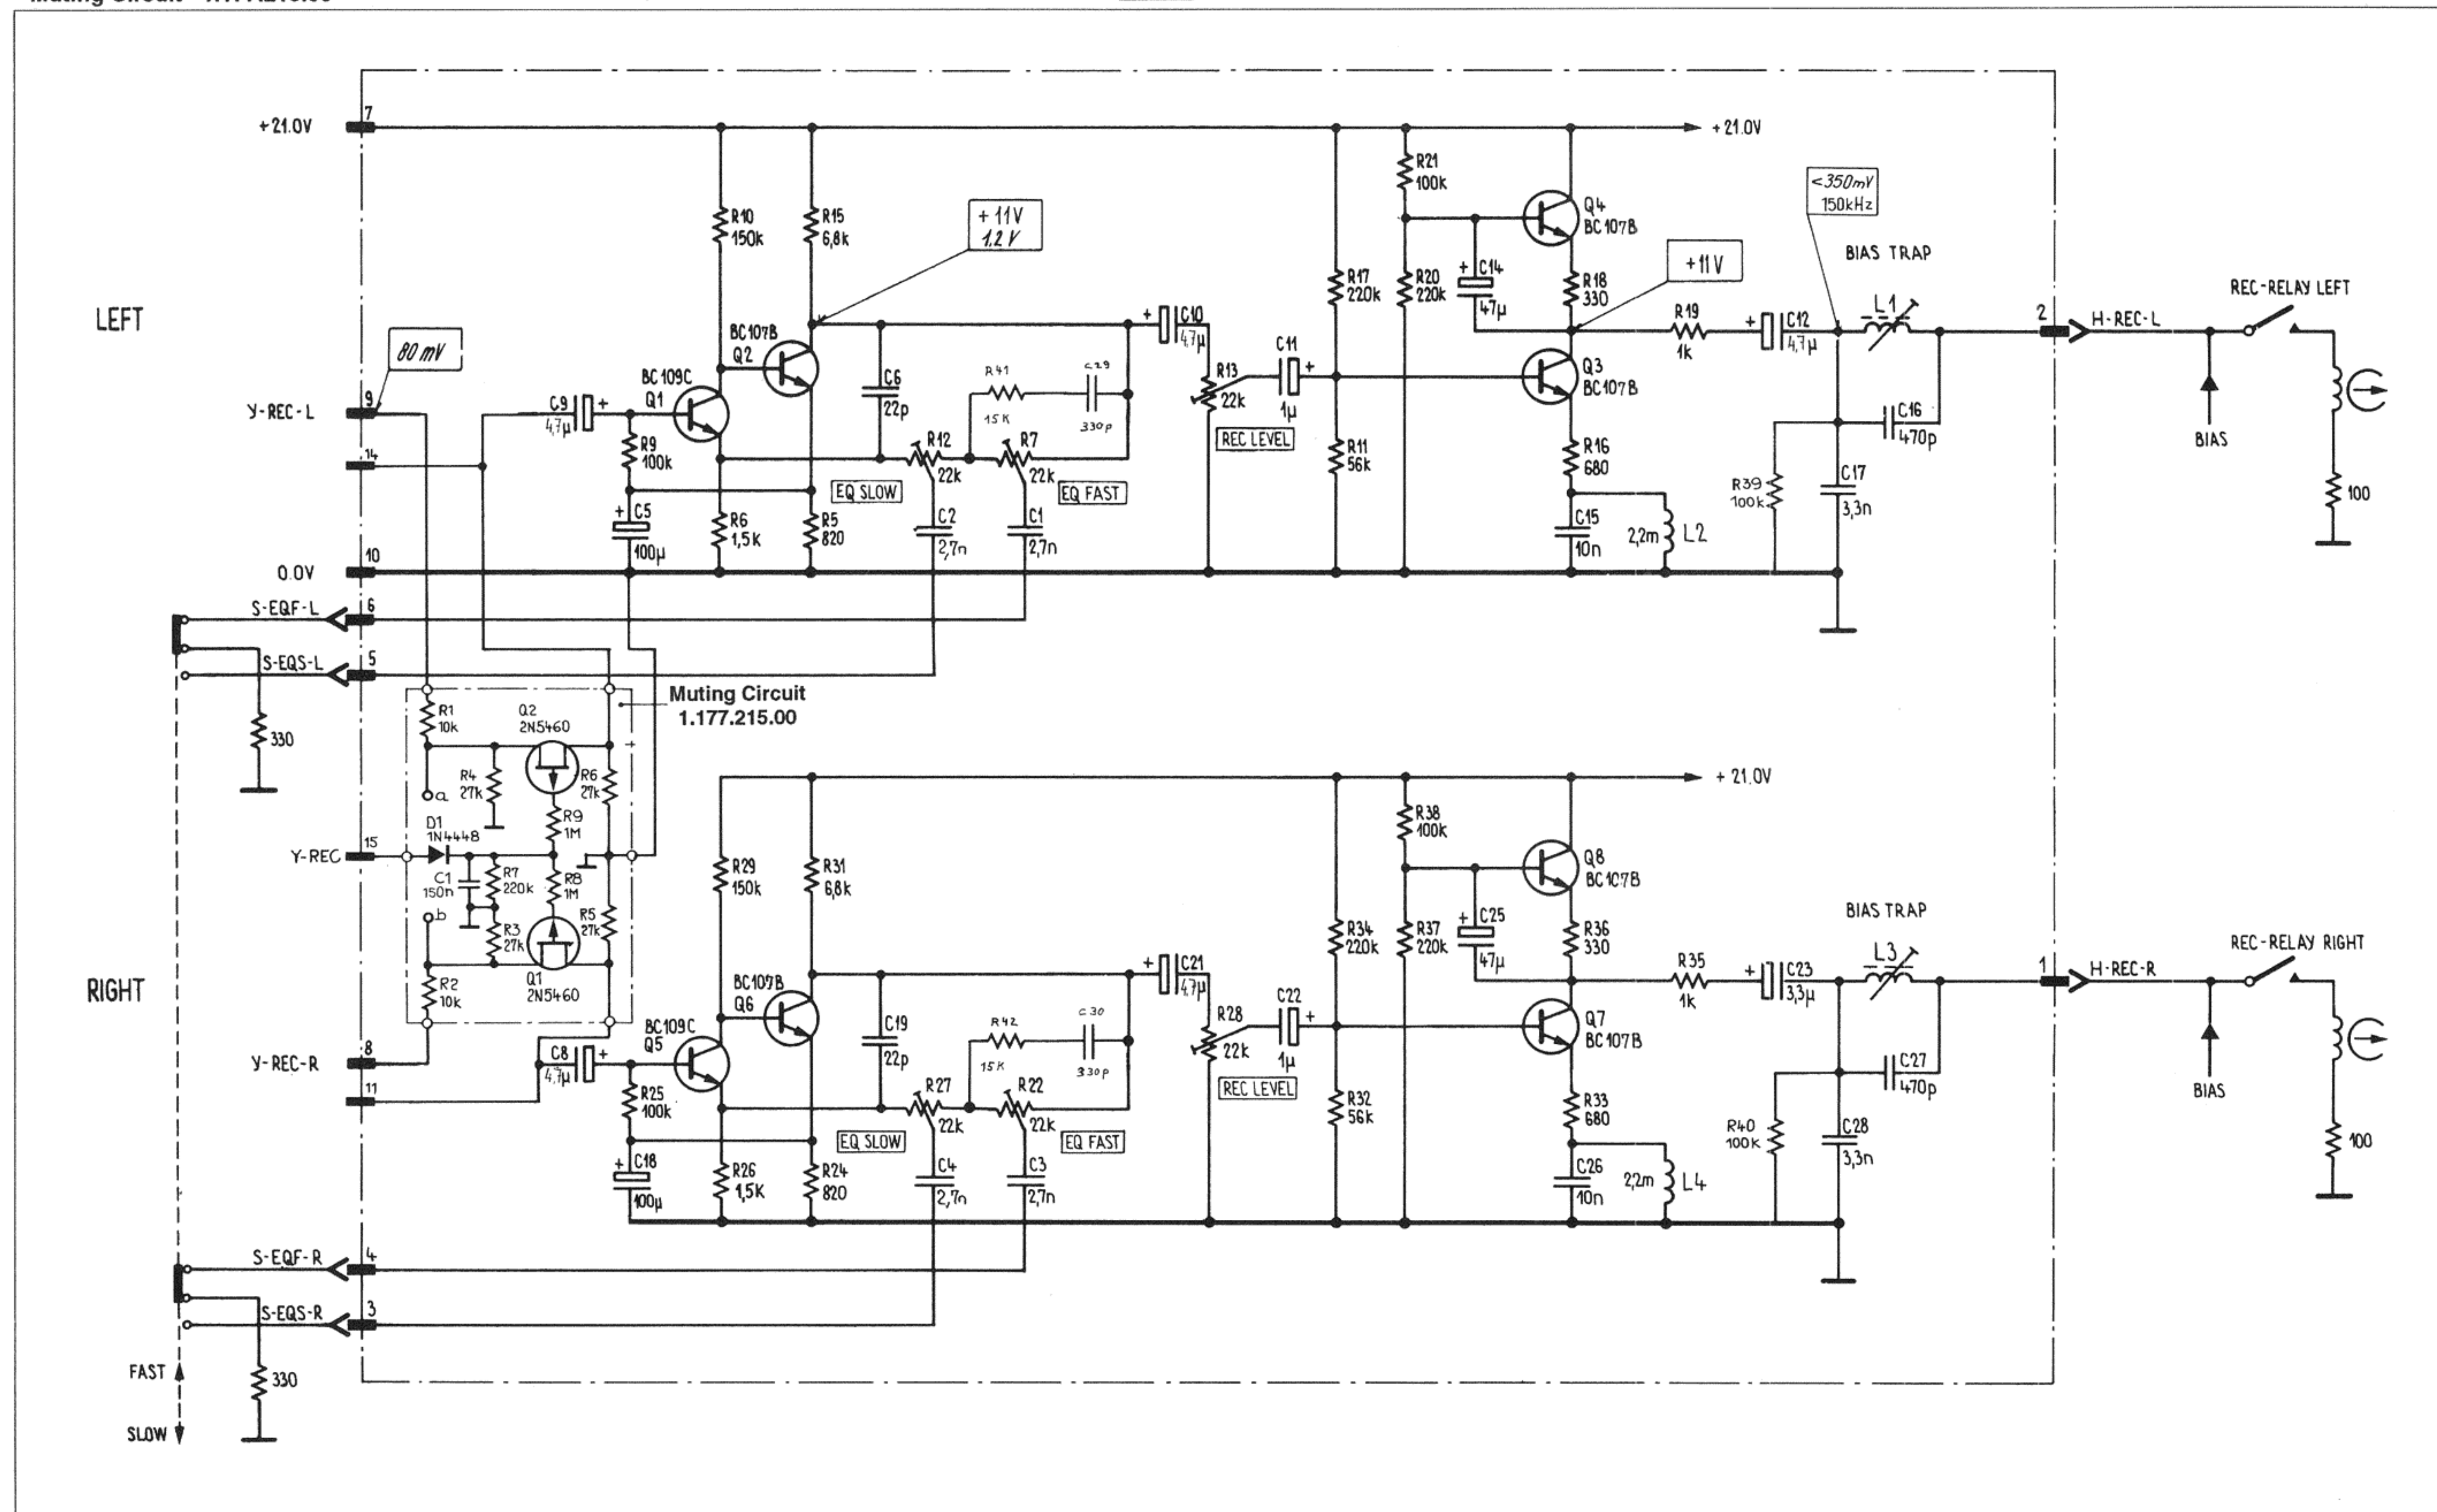 +21.0V
7
+21.0V
R10
150k
R15
6,8k
+11V
1.2 V
R21
100k
Q4
BC107B
<350mV
150kHz
BIAS TRAP
R17
220k
R20
220k
+
C14
47µ
R18
330
+11V
LEFT
80 mV
BC107B
Q2
+
C10
4,7µ
R19
1k
+
C12
4,7µ
L1
2
H-REC-L
REC-RELAY LEFT
BC109C
Q1
C6
22p
R41
15K
C29
330p
R13
22k
C11
+
1µ
Q3
BC107B
9
Y-REC-L
C9
+
4,7µ
REC LEVEL
C16
470p
BIAS
14
R9
100k
R12
22k
R7
22k
R11
56k
R16
680
R39
100k
C17
3,3n
100
EQ SLOW
EQ FAST
+
C5
100µ
R6
1,5K
R5
820
C2
2,7n
C1
2,7n
C15
10n
2,2m
L2
10
0.0V
S-EQF-L
6
S-EQS-L
5
330
Muting Circuit
1.177.215.00
R1
10k
Q2
2N5460
+
R4
27k
R6
27k
a
R9
1M
D1
1N4448
Y-REC
15
C1
150n
R7
220k
R8
1M
b
R3
27k
R5
27k
R2
10k
Q1
2N5460
+21.0V
R38
100k
Q8
BC107B
R29
150k
R31
6,8k
R34
220k
R37
220k
+
C25
47µ
R36
330
BIAS TRAP
RIGHT
BC107B
Q6
+
C21
4,7µ
R35
1k
+
C23
3,3µ
L3
1
H-REC-R
REC-RELAY RIGHT
BC109C
Q5
C19
22p
R42
15K
C30
330p
R28
22k
C22
+
1µ
Q7
BC107B
8
Y-REC-R
C8
+
4,7µ
REC LEVEL
C27
470p
BIAS
11
R25
100k
R27
22k
R22
22k
R32
56k
R33
680
R40
100K
C28
3,3n
100
EQ SLOW
EQ FAST
+
C18
100µ
R26
1,5K
R24
820
C4
2,7n
C3
2,7n
C26
10n
2,2m
L4
S-EQF-R
4
S-EQS-R
3
FAST
330
SLOW